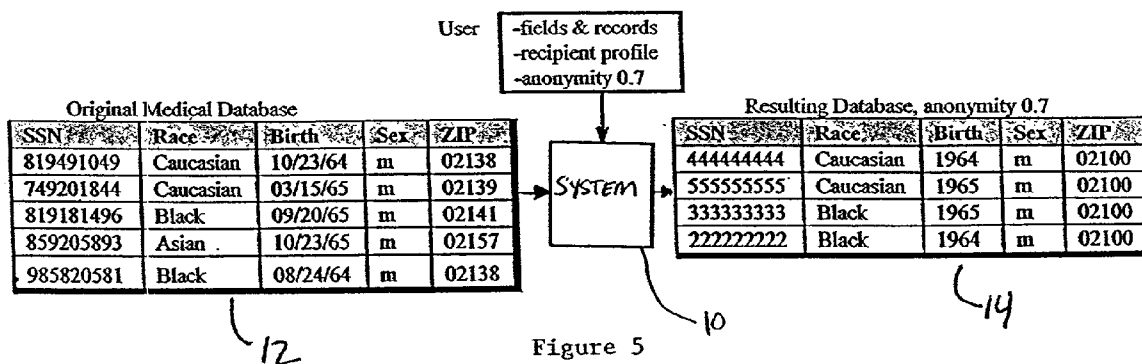 User
-fields & records
-recipient profile
-anonymity 0.7
Original Medical Database
SSN Race Birth Sex ZIP
819491049 Caucasian 10/23/64 m 02138
749201844 Caucasian 03/15/65 m 02139
819181496 Black 09/20/65 m 02141
859205893 Asian 10/23/65 m 02157
985820581 Black 08/24/64 m 02138
12
SYSTEM
10
Resulting Database, anonymity 0.7
SSN Race Birth Sex ZIP
444444444 Caucasian 1964 m 02100
555555555 Caucasian 1965 m 02100
333333333 Black 1965 m 02100
222222222 Black 1964 m 02100
14
Figure 5